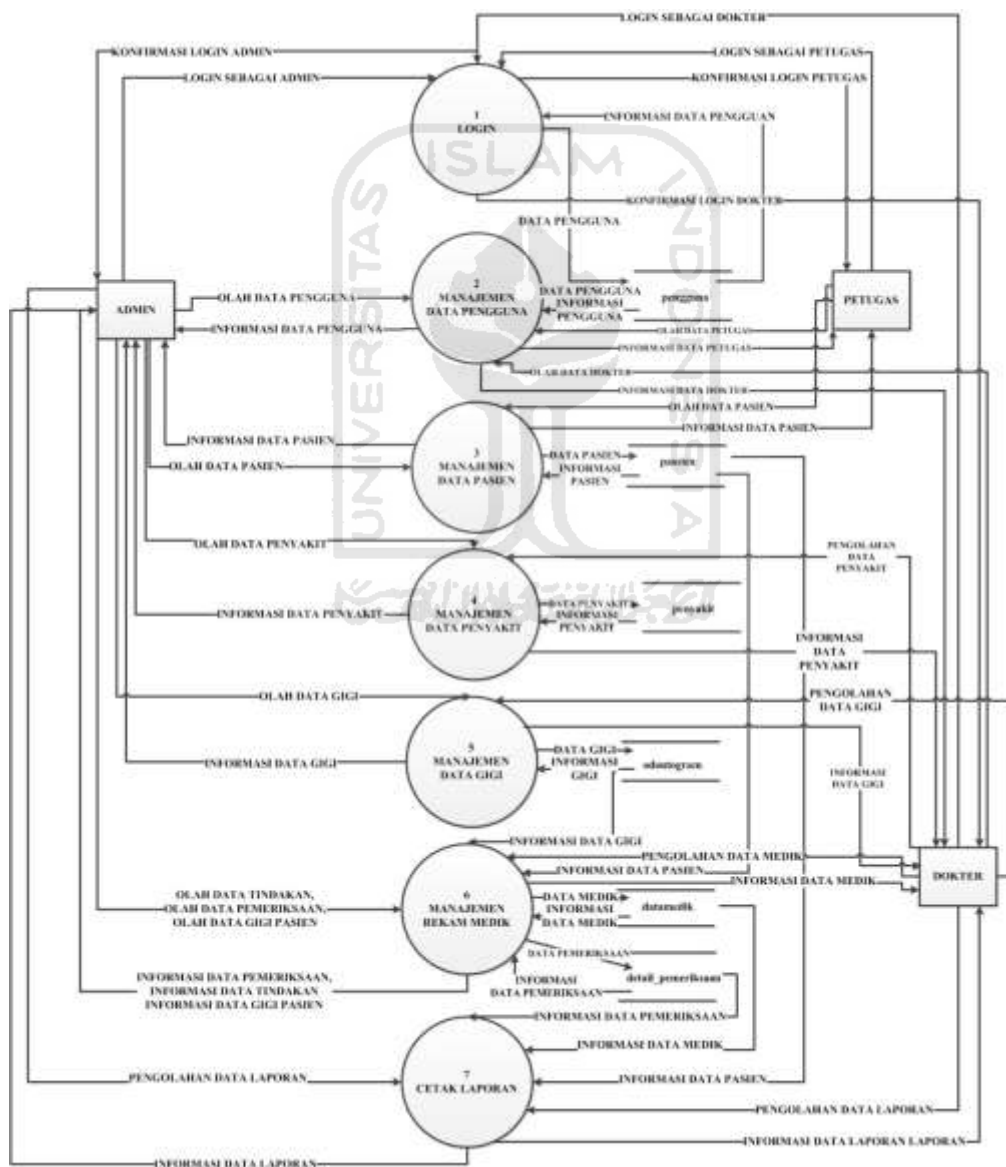 LOGIN SEBAGAI DOKTER
KONFIRMASI LOGIN ADMIN
LOGIN SEBAGAI PETUGAS
LOGIN SEBAGAI ADMIN
KONFIRMASI LOGIN PETUGAS
1
LOGIN
INFORMASI DATA PENGGUAN
ISLAM
UNIVERSITAS
INDONESIA
KONFIRMASI LOGIN DOKTER
DATA PENGGUNA
ADMIN
OLAH DATA PENGGUNA
INFORMASI DATA PENGGUNA
2
MANAJEMEN
DATA PENGGUNA
DATA PENGGUNA
INFORMASI
PENGGUNA
pengguna
PETUGAS
OLAH DATA PETUGAS
INFORMASI DATA PETUGAS
OLAH DATA DOKTER
INFORMASI DATA DOKTER
OLAH DATA PASIEN
INFORMASI DATA PASIEN
INFORMASI DATA PASIEN
OLAH DATA PASIEN
3
MANAJEMEN
DATA PASIEN
DATA PASIEN
INFORMASI
PASIEN
pasien
OLAH DATA PENYAKIT
PENGOLAHAN
DATA
PENYAKIT
INFORMASI DATA PENYAKIT
4
MANAJEMEN
DATA PENYAKIT
DATA PENYAKIT
INFORMASI
PENYAKIT
penyakit
INFORMASI
DATA
PENYAKIT
OLAH DATA GIGI
PENGOLAHAN
DATA GIGI
INFORMASI DATA GIGI
5
MANAJEMEN
DATA GIGI
DATA GIGI
INFORMASI
GIGI
odontogram
INFORMASI
DATA GIGI
INFORMASI DATA GIGI
PENGOLAHAN DATA MEDIK
INFORMASI DATA PASIEN
INFORMASI DATA MEDIK
DOKTER
OLAH DATA TINDAKAN,
OLAH DATA PEMERIKSAAN,
OLAH DATA GIGI PASIEN
6
MANAJEMEN
REKAM MEDIK
DATA MEDIK
INFORMASI
DATA MEDIK
datamedik
DATA PEMERIKSAAN
INFORMASI
DATA PEMERIKSAAN
detail_pemeriksaan
INFORMASI DATA PEMERIKSAAN,
INFORMASI DATA TINDAKAN
INFORMASI DATA GIGI PASIEN
INFORMASI DATA PEMERIKSAAN
INFORMASI DATA MEDIK
PENGOLAHAN DATA LAPORAN
7
CETAK LAPORAN
INFORMASI DATA PASIEN
PENGOLAHAN DATA LAPORAN
INFORMASI DATA LAPORAN LAPORAN
INFORMASI DATA LAPORAN